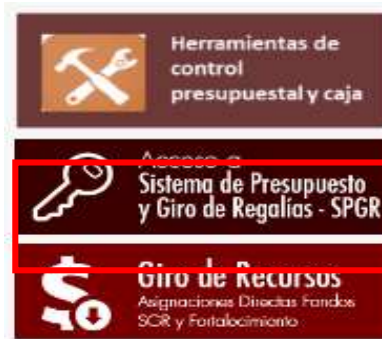 Herramientas de
control
presupuestal y caja
Acceso a
Sistema de Presupuesto
y Giro de Regalías - SPGR
Giro de Recursos
Asignaciones Directas Fondos
SCR y Fortalecimiento